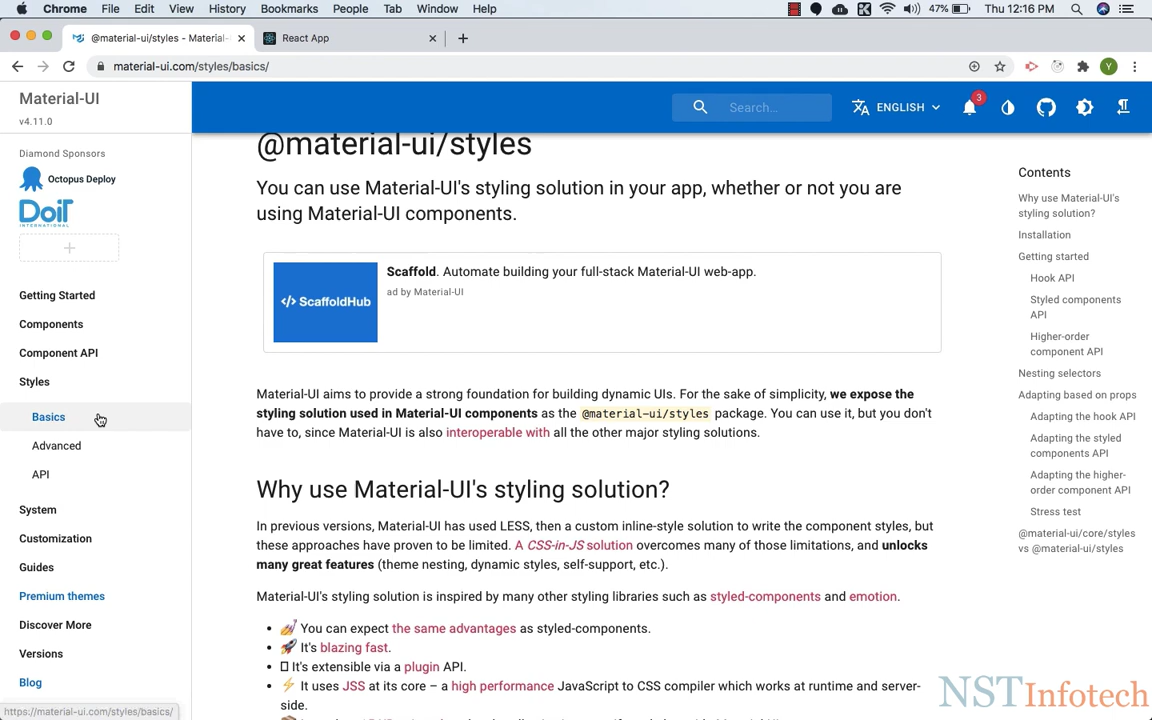 Chrome File Edit View History Bookmarks People Tab Window Help 47% Thu 12:16 PM
@material-ui/styles - Material- React App
material-ui.com/styles/basics/ Y
Material-UI
v4.11.0
Search… ENGLISH 3
Diamond Sponsors
Octopus Deploy
DoiT
INTERNATIONAL
Getting Started
Components
Component API
Styles
Basics
Advanced
API
System
Customization
Guides
Premium themes
Discover More
Versions
Blog
https://material-ui.com/styles/basics/
@material-ui/styles
You can use Material-UI's styling solution in your app, whether or not you are
using Material-UI components.
</> ScaffoldHub
Scaffold. Automate building your full-stack Material-UI web-app.
ad by Material-UI
Material-UI aims to provide a strong foundation for building dynamic UIs. For the sake of simplicity, we expose the
styling solution used in Material-UI components as the @material-ui/styles package. You can use it, but you don't
have to, since Material-UI is also interoperable with all the other major styling solutions.
Why use Material-UI's styling solution?
In previous versions, Material-UI has used LESS, then a custom inline-style solution to write the component styles, but
these approaches have proven to be limited. A CSS-in-JS solution overcomes many of those limitations, and unlocks
many great features (theme nesting, dynamic styles, self-support, etc.).
Material-UI's styling solution is inspired by many other styling libraries such as styled-components and emotion.
• 💅 You can expect the same advantages as styled-components.
• 🚀 It's blazing fast.
• It's extensible via a plugin API.
• ⚡ It uses JSS at its core – a high performance JavaScript to CSS compiler which works at runtime and server-
side.
Contents
Why use Material-UI's
styling solution?
Installation
Getting started
Hook API
Styled components
API
Higher-order
component API
Nesting selectors
Adapting based on props
Adapting the hook API
Adapting the styled
components API
Adapting the higher-
order component API
Stress test
@material-ui/core/styles
vs @material-ui/styles
NSTInfotech